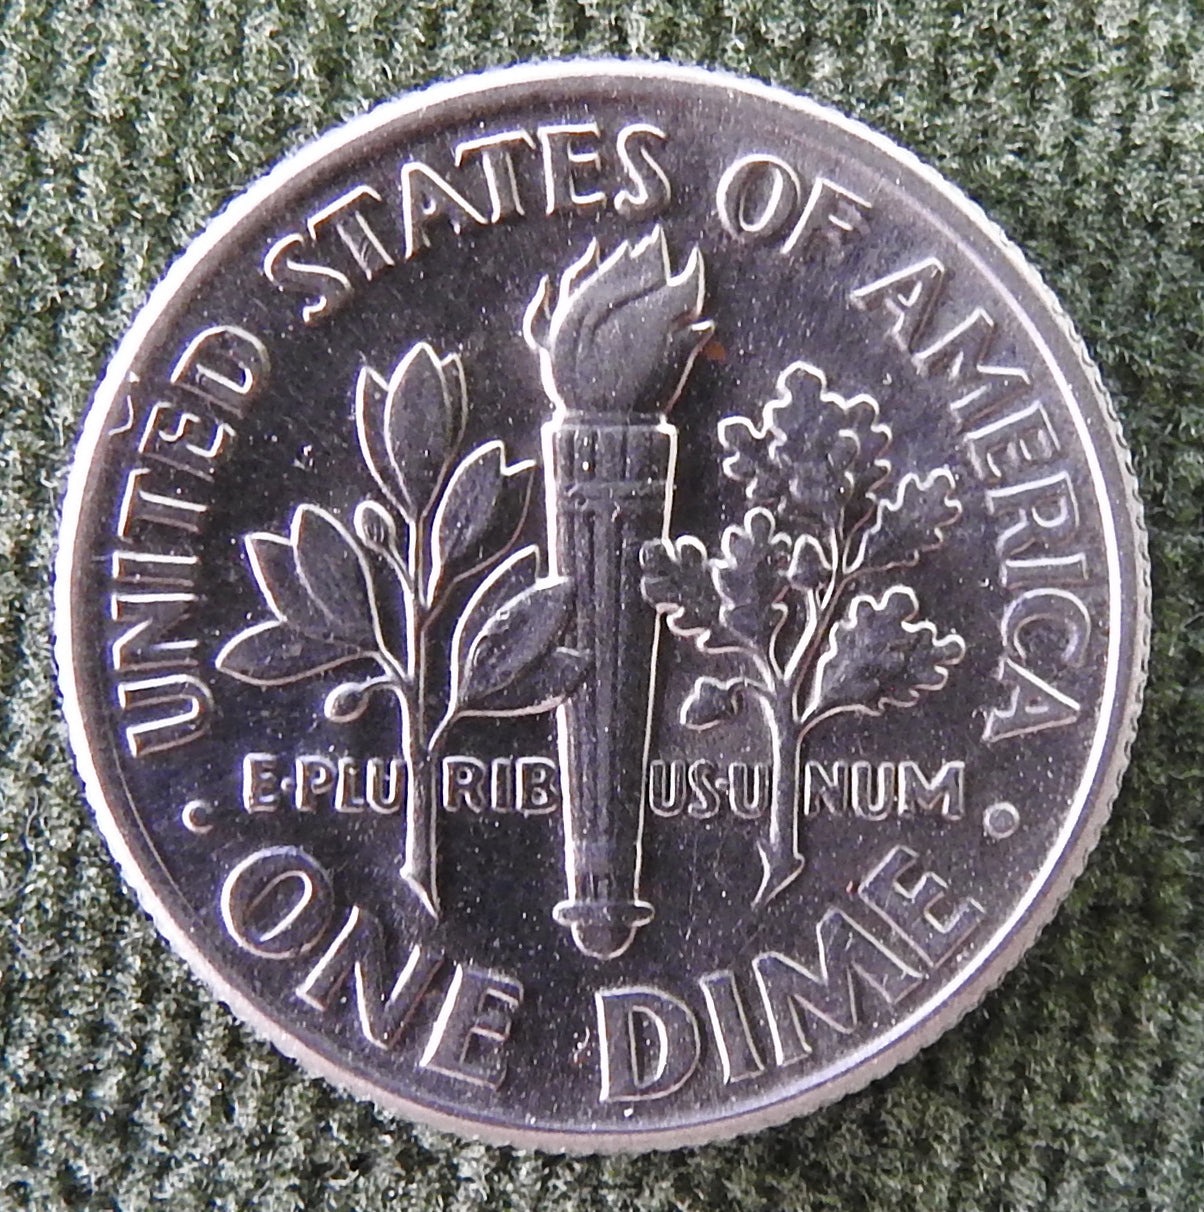 UNITED STATES OF AMERICA
E·PLURIBUS·UNUM
ONE DIME